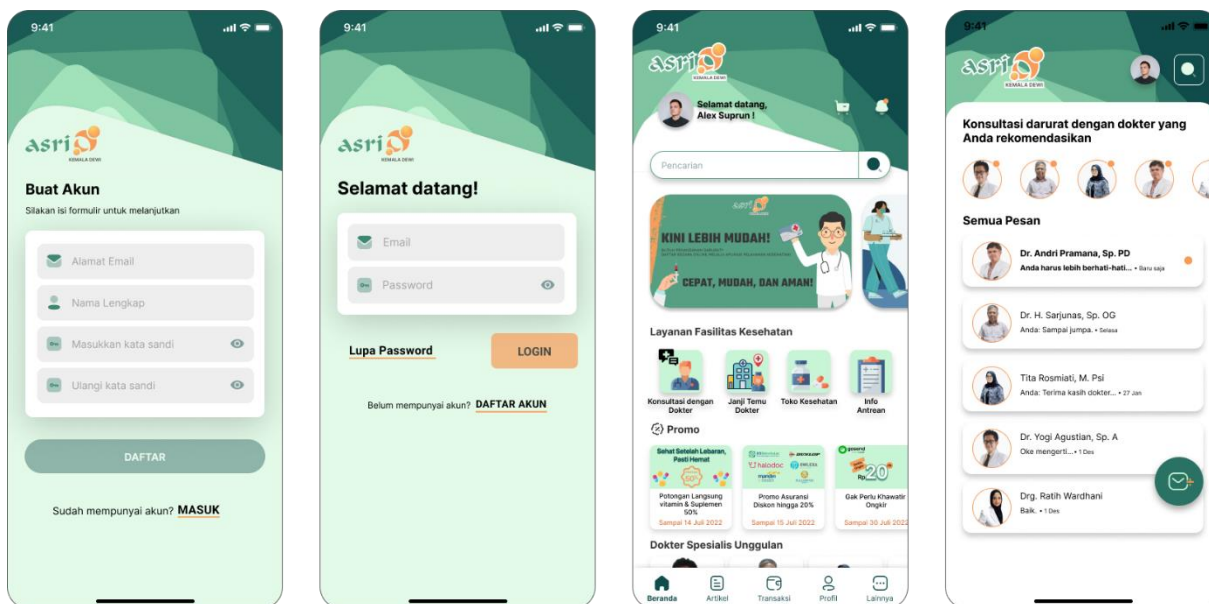 9:41
asri
KEMALA DEWI
Buat Akun
Silakan isi formulir untuk melanjutkan
Alamat Email
Nama Lengkap
Masukkan kata sandi
Ulangi kata sandi
DAFTAR
Sudah mempunyai akun? MASUK
9:41
asri
KEMALA DEWI
Selamat datang!
Email
Password
Lupa Password
LOGIN
Belum mempunyai akun? DAFTAR AKUN
9:41
asri
KEMALA DEWI
Selamat datang,
Alex Suprun !
Pencarian
asri
KINI LEBIH MUDAH!
CEPAT, MUDAH, DAN AMAN!
Layanan Fasilitas Kesehatan
Konsultasi dengan
Dokter
Janji Temu
Dokter
Toko Kesehatan
Info
Antrean
Promo
Sehat Setelah Lebaran,
Pasti Hemat
50%
Potongan Langsung
vitamin & Suplemen
50%
Sampai 14 Juli 2022
halodoc
mandiri
Promo Asuransi
Diskon hingga 20%
Sampai 15 Juli 2022
Rp 20
Gak Perlu Khawatir
Ongkir
Sampai 30 Juli 2022
Dokter Spesialis Unggulan
Beranda
Artikel
Transaksi
Profil
Lainnya
9:41
asri
KEMALA DEWI
Konsultasi darurat dengan dokter yang
Anda rekomendasikan
Semua Pesan
Dr. Andri Pramana, Sp. PD
Anda harus lebih berhati-hati... • Baru saja
Dr. H. Sarjunas, Sp. OG
Anda: Sampai jumpa. • Selasa
Tita Rosmiati, M. Psi
Anda: Terima kasih dokter... • 27 Jan
Dr. Yogi Agustian, Sp. A
Oke mengerti... • 1 Des
Drg. Ratih Wardhani
Baik. • 1 Des